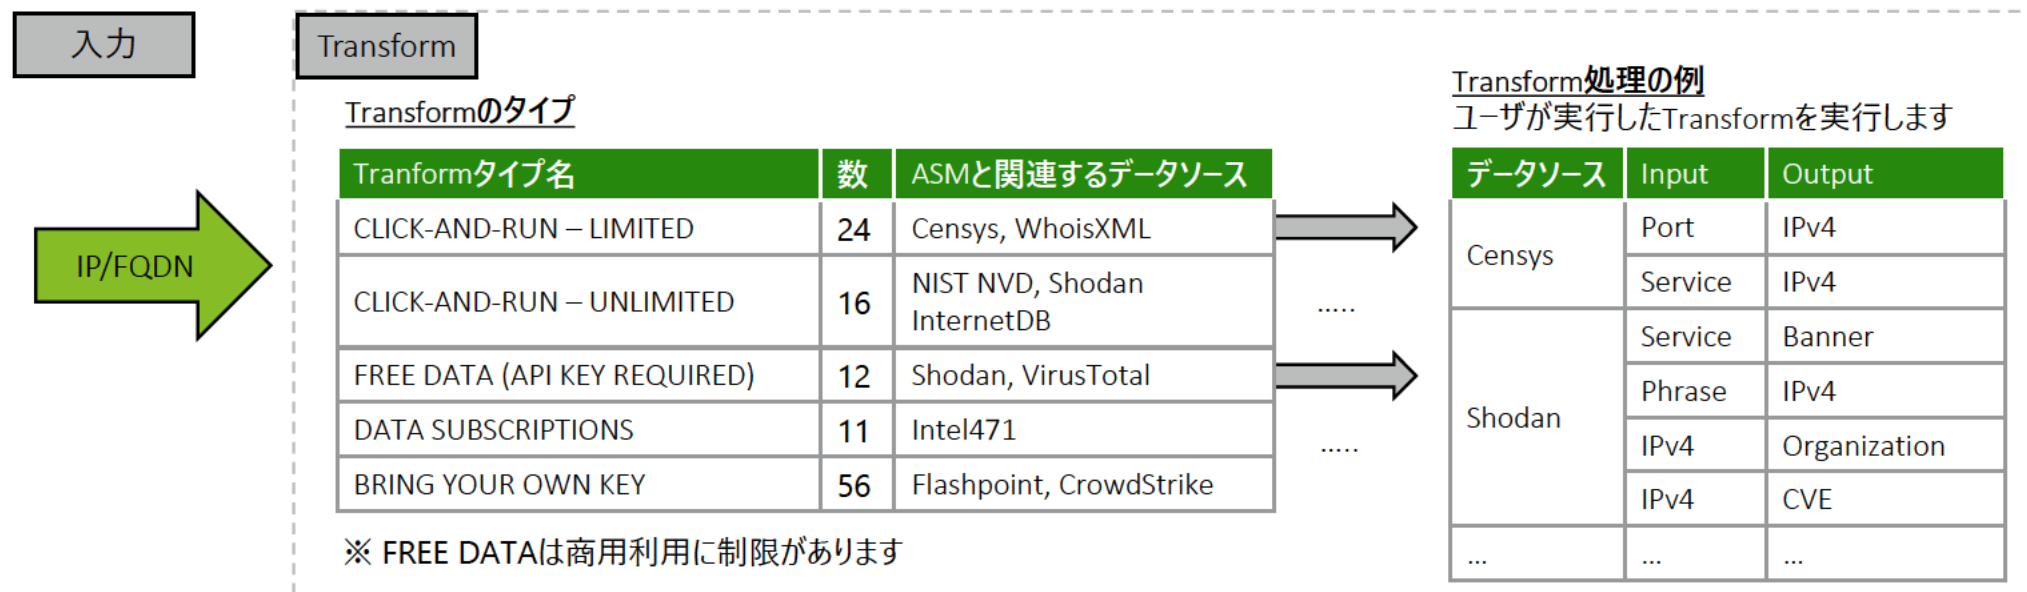 入力
Transform
IP/FQDN
Transformのタイプ
Tranformタイプ名 数 ASMと関連するデータソース
CLICK-AND-RUN – LIMITED 24 Censys, WhoisXML
CLICK-AND-RUN – UNLIMITED 16 NIST NVD, Shodan
InternetDB
FREE DATA (API KEY REQUIRED) 12 Shodan, VirusTotal
DATA SUBSCRIPTIONS 11 Intel471
BRING YOUR OWN KEY 56 Flashpoint, CrowdStrike
※ FREE DATAは商用利用に制限があります
.....
.....
Transform処理の例
ユーザが実行したTransformを実行します
データソース Input Output
Censys Port IPv4
Service IPv4
Shodan Service Banner
Phrase IPv4
IPv4 Organization
IPv4 CVE
... ... ...